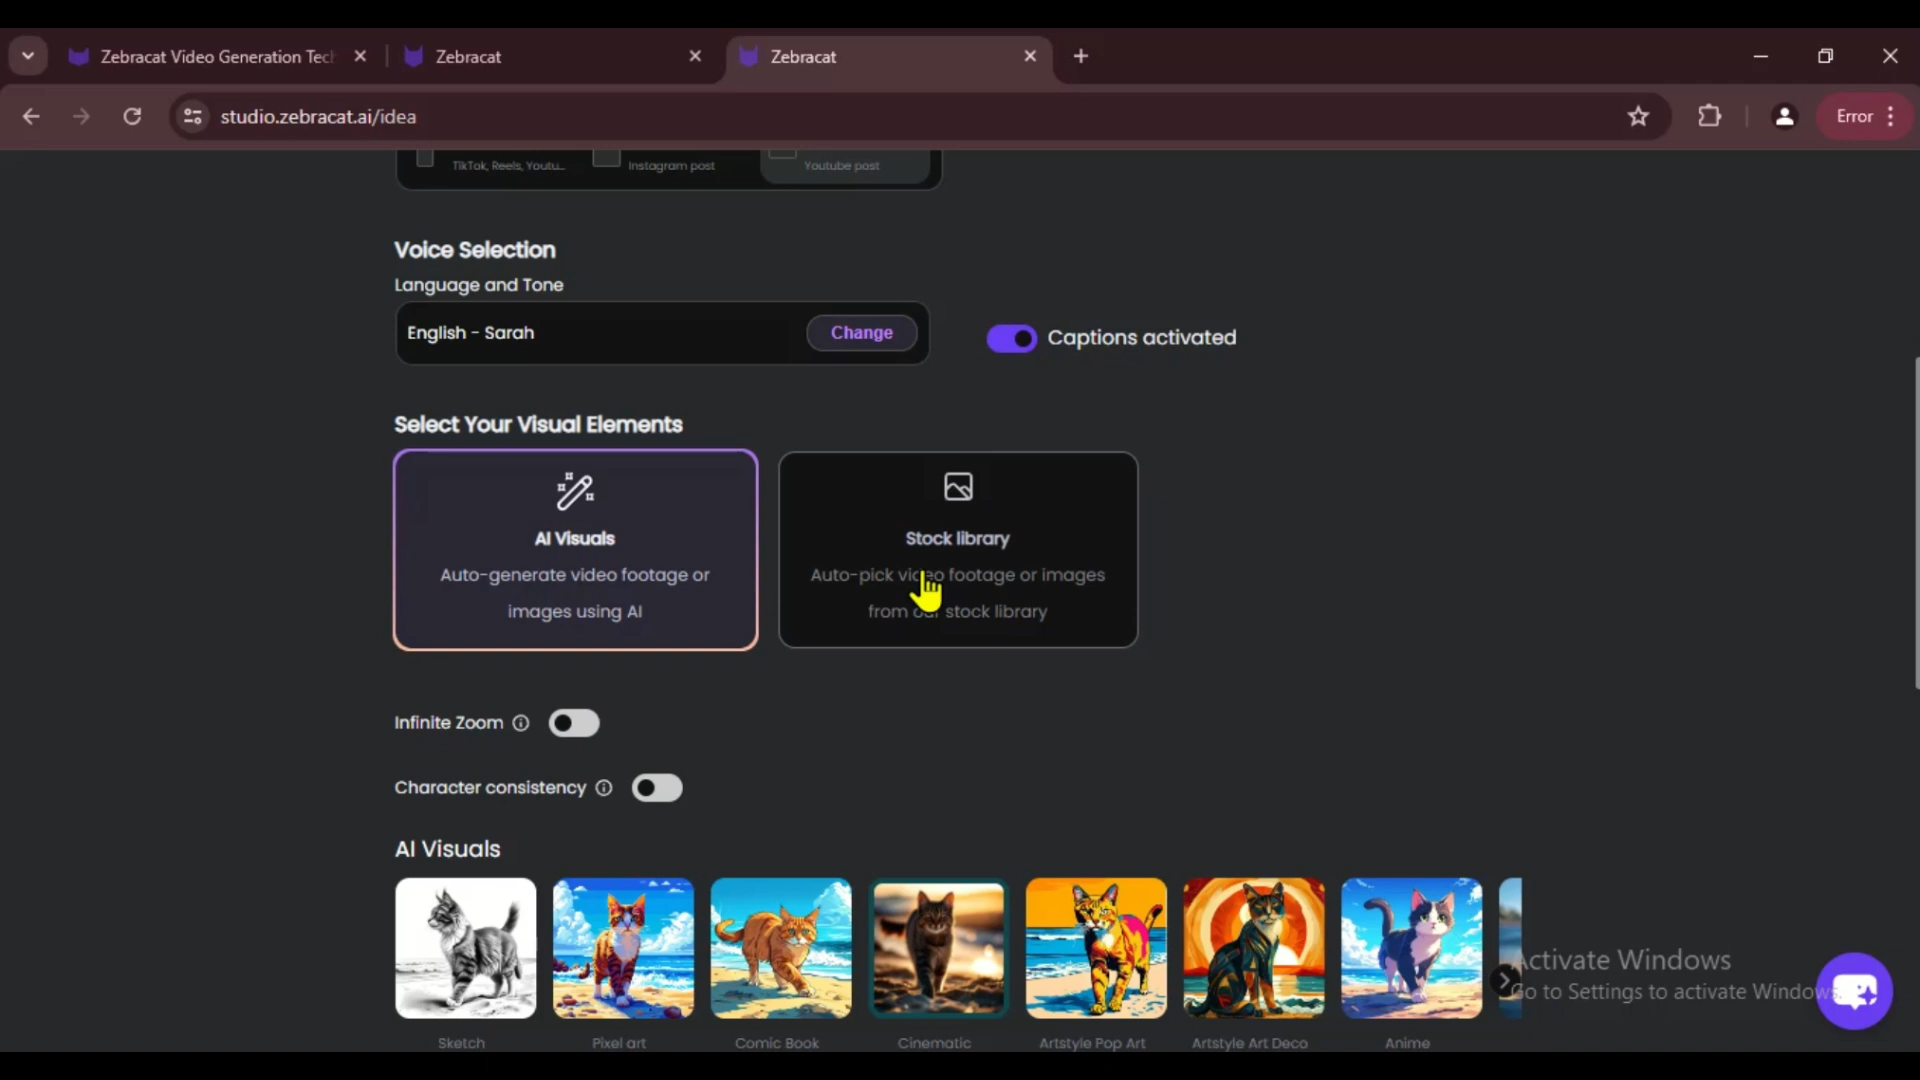 Zebracat Video Generation Tech
Zebracat
Zebracat
studio.zebracat.ai/idea
Error
TikTok, Reels, Youtu...
Instagram post
Youtube post
Voice Selection
Language and Tone
English - Sarah
Change
Captions activated
Select Your Visual Elements
AI Visuals
Auto-generate video footage or
images using AI
Stock library
Auto-pick video footage or images
from our stock library
Infinite Zoom
Character consistency
AI Visuals
Sketch
Pixel art
Comic Book
Cinematic
Artstyle Pop Art
Artstyle Art Deco
Anime
Activate Windows
Go to Settings to activate Windows.